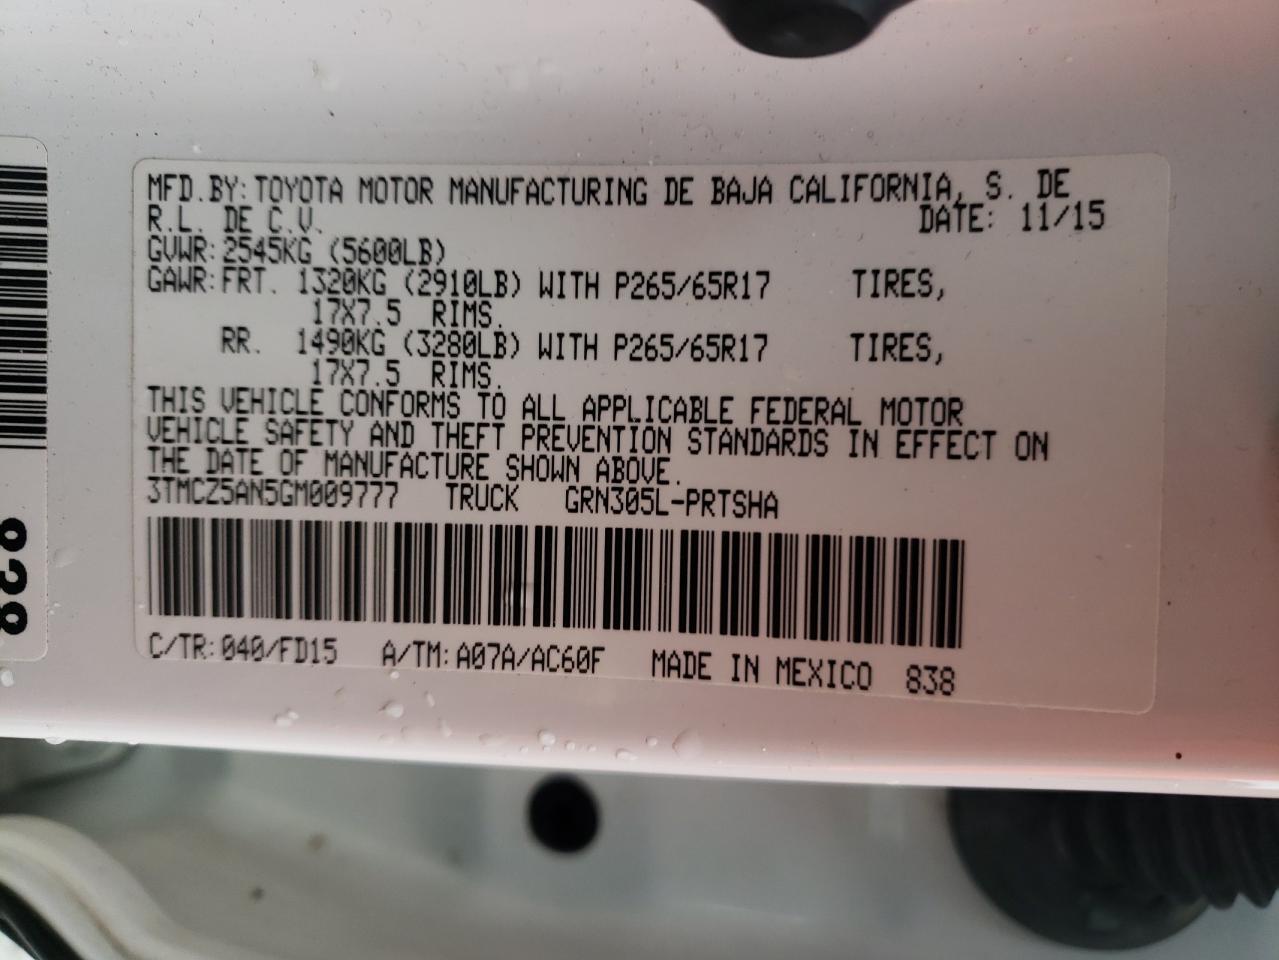 MFD.BY:TOYOTA MOTOR MANUFACTURING DE BAJA CALIFORNIA, S. DE
R.L. DE C.V. DATE: 11/15
GVWR:2545KG (5600LB)
GAWR:FRT. 1320KG (2910LB) WITH P265/65R17 TIRES,
17X7.5 RIMS.
RR. 1490KG (3280LB) WITH P265/65R17 TIRES,
17X7.5 RIMS.
THIS VEHICLE CONFORMS TO ALL APPLICABLE FEDERAL MOTOR
VEHICLE SAFETY AND THEFT PREVENTION STANDARDS IN EFFECT ON
THE DATE OF MANUFACTURE SHOWN ABOVE.
3TMCZ5AN5GM009777 TRUCK GRN305L-PRTSHA
C/TR:040/FD15 A/TM:A07A/AC60F MADE IN MEXICO 838
838